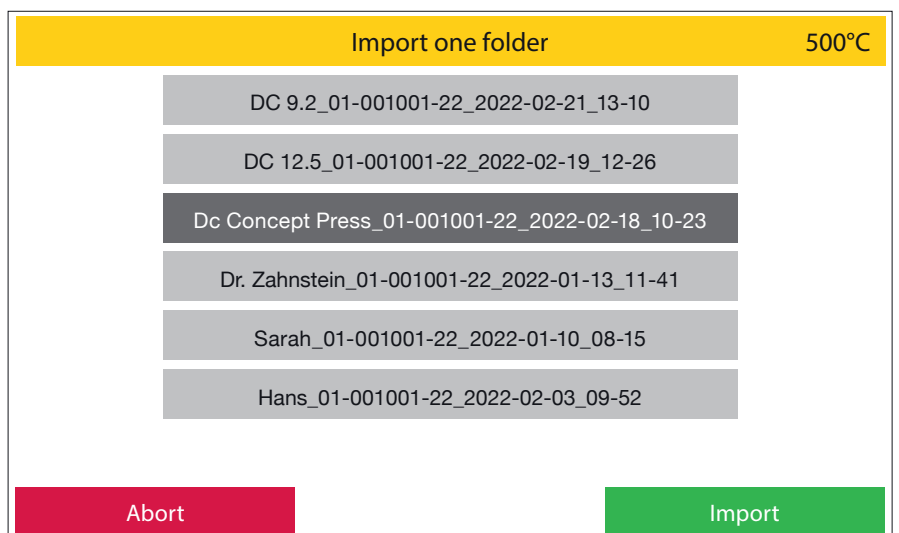 Import one folder 500°C
DC 9.2_01-001001-22_2022-02-21_13-10
DC 12.5_01-001001-22_2022-02-19_12-26
Dc Concept Press_01-001001-22_2022-02-18_10-23
Dr. Zahnstein_01-001001-22_2022-01-13_11-41
Sarah_01-001001-22_2022-01-10_08-15
Hans_01-001001-22_2022-02-03_09-52
Abort Import